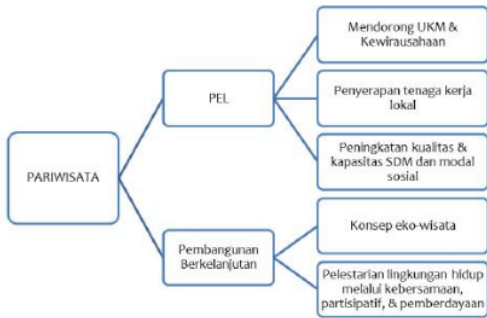 Mendorong UKM &
Kewirausahaan
PEL
Penyerapan tenaga kerja
lokal
Peningkatan kualitas &
kapasitas SDM dan modal
sosial
PARIWISATA
Pembangunan
Berkelanjutan
Konsep eko-wisata
Pelestarian lingkungan hidup
melalui kebersamaan,
partisipatif, & pemberdayaan